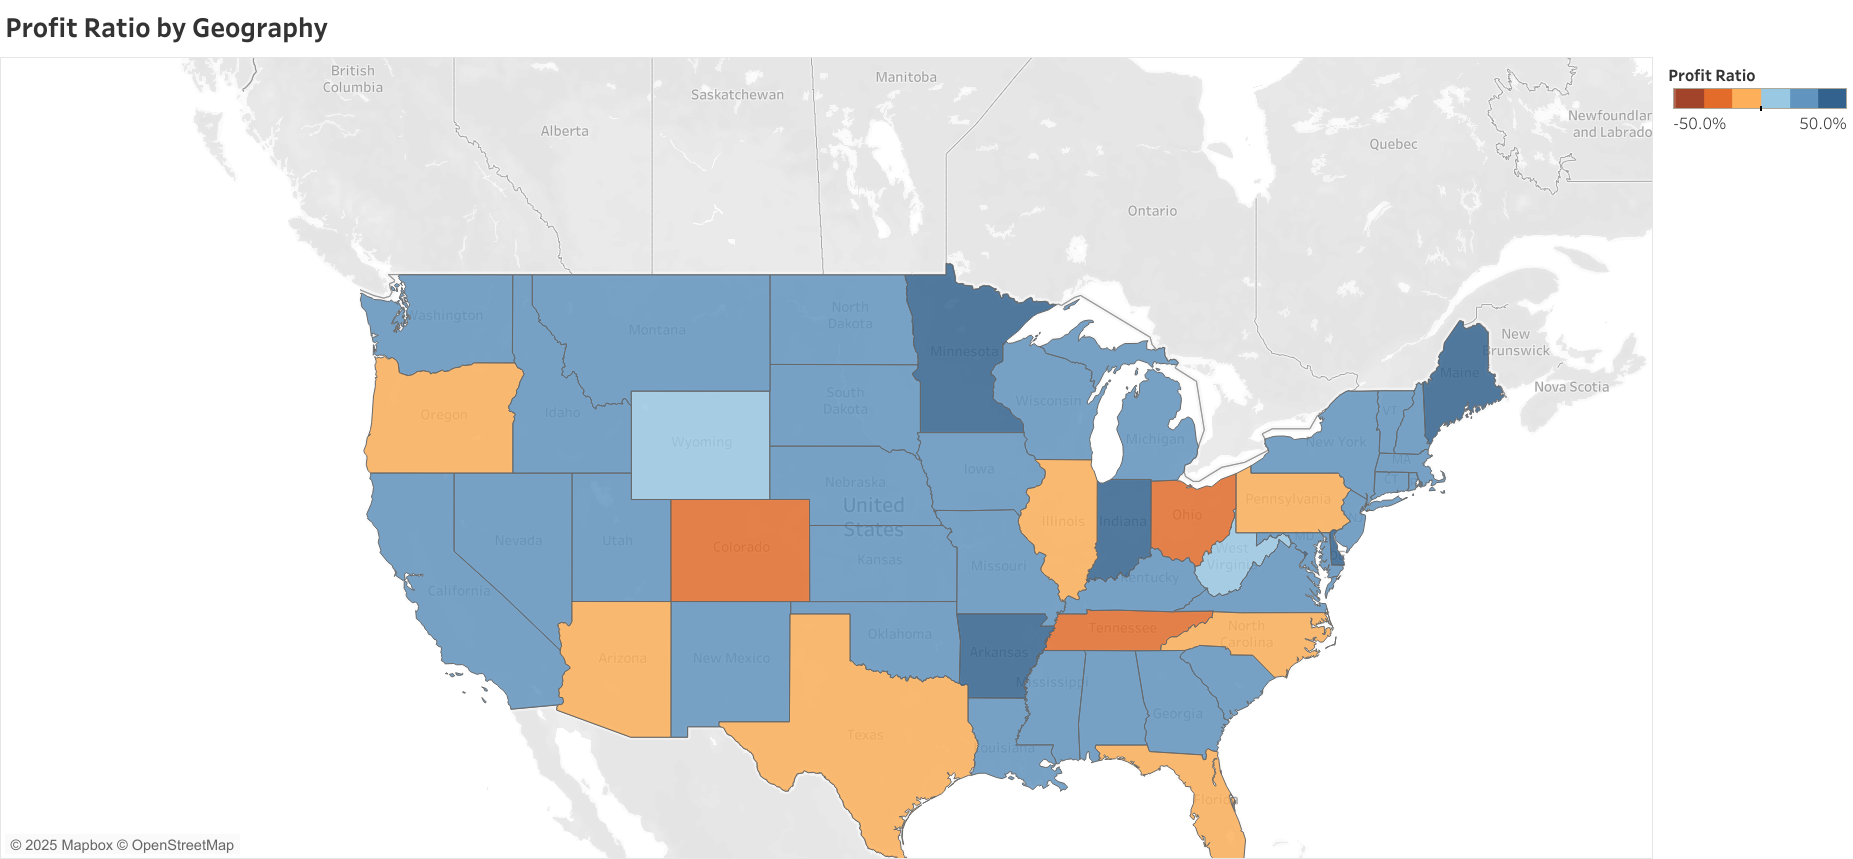 Profit Ratio by Geography
Profit Ratio
-50.0%
50.0%
British
Columbia
Alberta
Saskatchewan
Manitoba
Ontario
Quebec
Newfoundlan
and Labrado
New
Brunswick
Nova Scotia
Washington
Montana
North
Dakota
Minnesota
Maine
Oregon
Idaho
Wyoming
South
Dakota
Wisconsin
Michigan
VT
New York
MA
CT
Iowa
Nebraska
United
States
Nevada
Utah
Colorado
Kansas
Missouri
Illinois
Indiana
Ohio
Pennsylvania
MD
West
Virginia
Kentucky
California
Arizona
New Mexico
Oklahoma
Arkansas
Tennessee
North
Carolina
Mississippi
Georgia
Texas
Louisiana
Florida
© 2025 Mapbox © OpenStreetMap